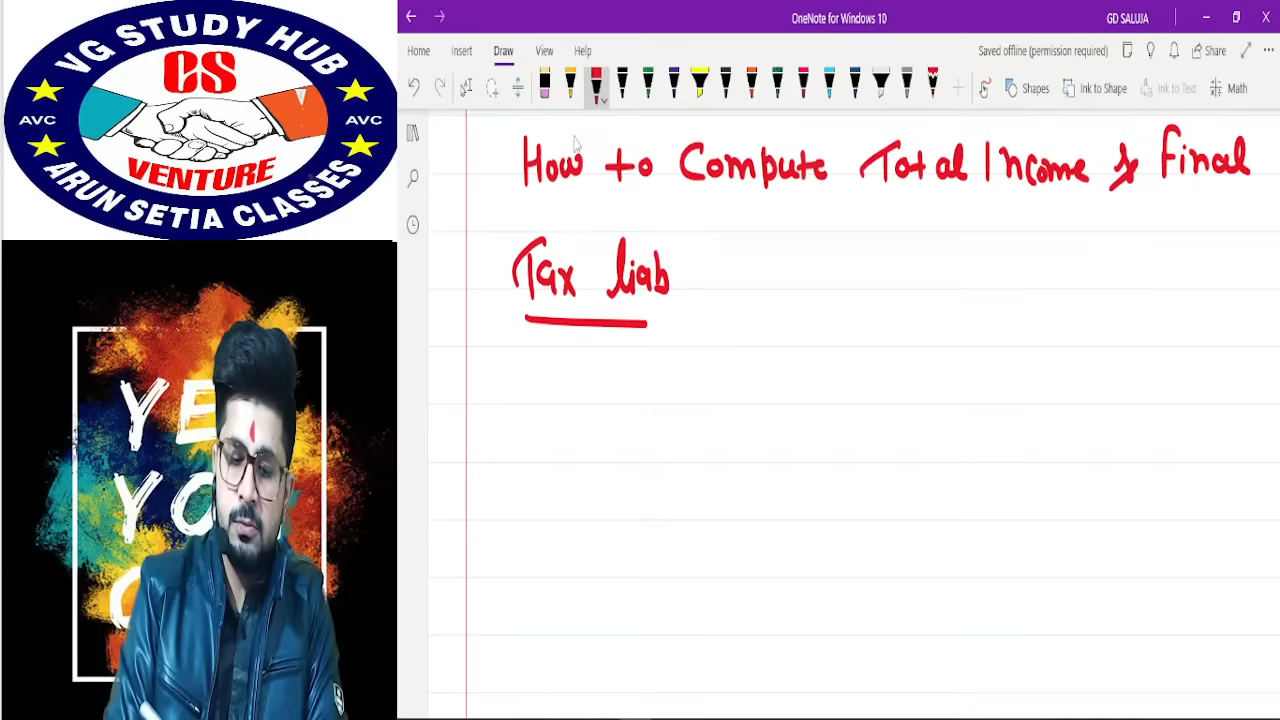 VG STUDY HUB
CS
AVC
AVC
VENTURE
ARUN SETIA CLASSES
YE
YO
OneNote for Windows 10
GD SALUJA
Home
Insert
Draw
View
Help
Saved offline (permission required)
Share
Shapes
Ink to Shape
Ink to Text
Math
How to Compute Total Income & Final
Tax liab